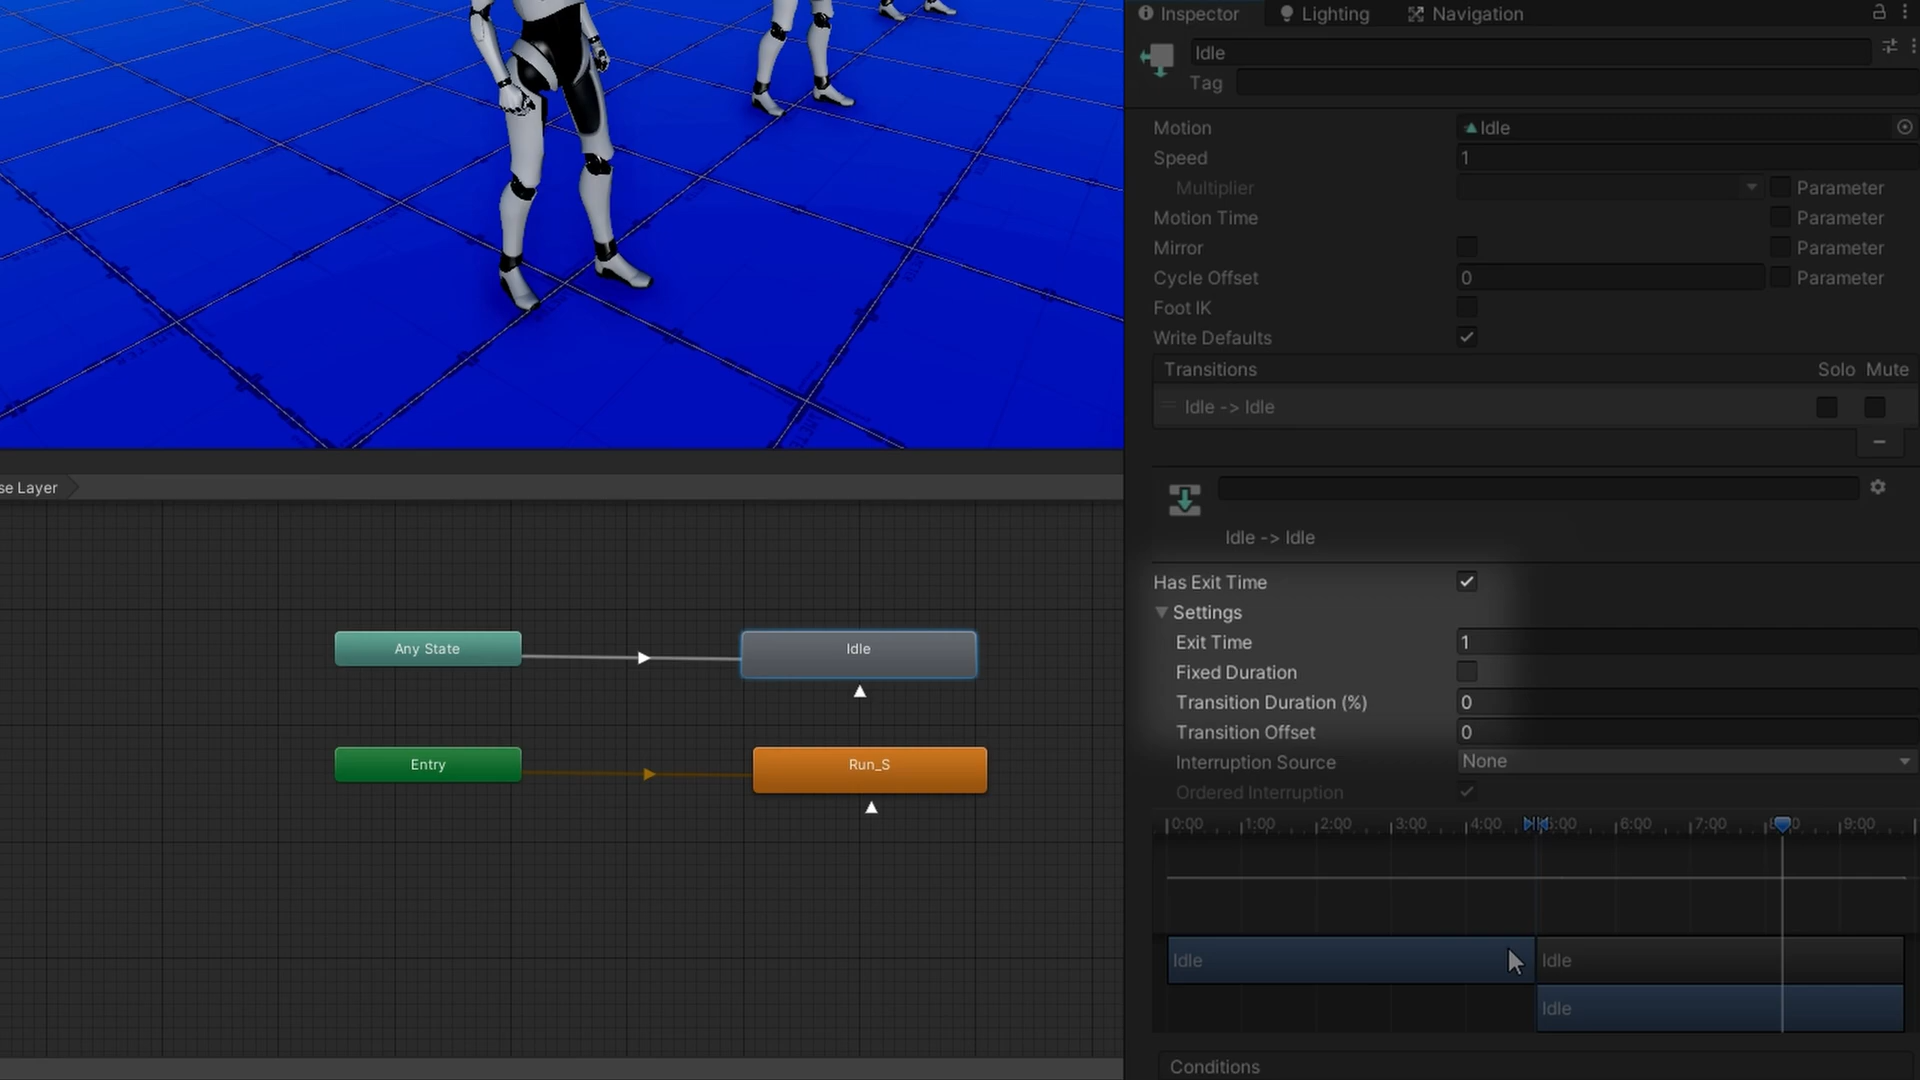 Inspector
Lighting
Navigation
Idle
Tag
Motion
Idle
Speed
1
Multiplier
Parameter
Motion Time
Parameter
Mirror
Parameter
Cycle Offset
0
Parameter
Foot IK
Write Defaults
Transitions
Solo
Mute
Idle -> Idle
se Layer
Idle -> Idle
Has Exit Time
Settings
Exit Time
1
Fixed Duration
Transition Duration (%)
0
Transition Offset
0
Interruption Source
None
Ordered Interruption
Any State
Idle
Entry
Run_S
0:00
1:00
2:00
3:00
4:00
6:00
7:00
9:00
Idle
Idle
Idle
Conditions